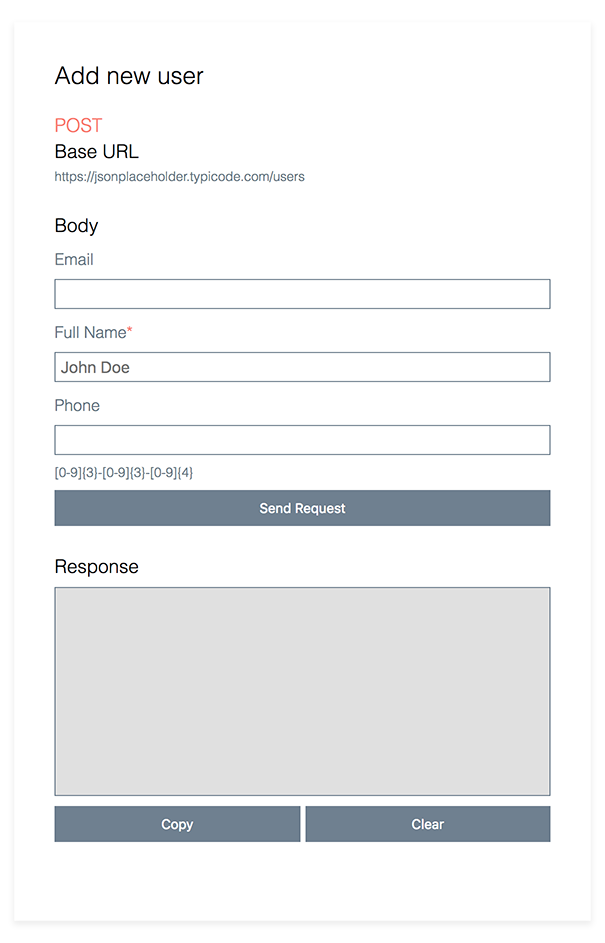 Add new user
POST
Base URL
https://jsonplaceholder.typicode.com/users
Body
Email
Full Name*
John Doe
Phone
[0-9]{3}-[0-9]{3}-[0-9]{4}
Send Request
Response
Copy Clear